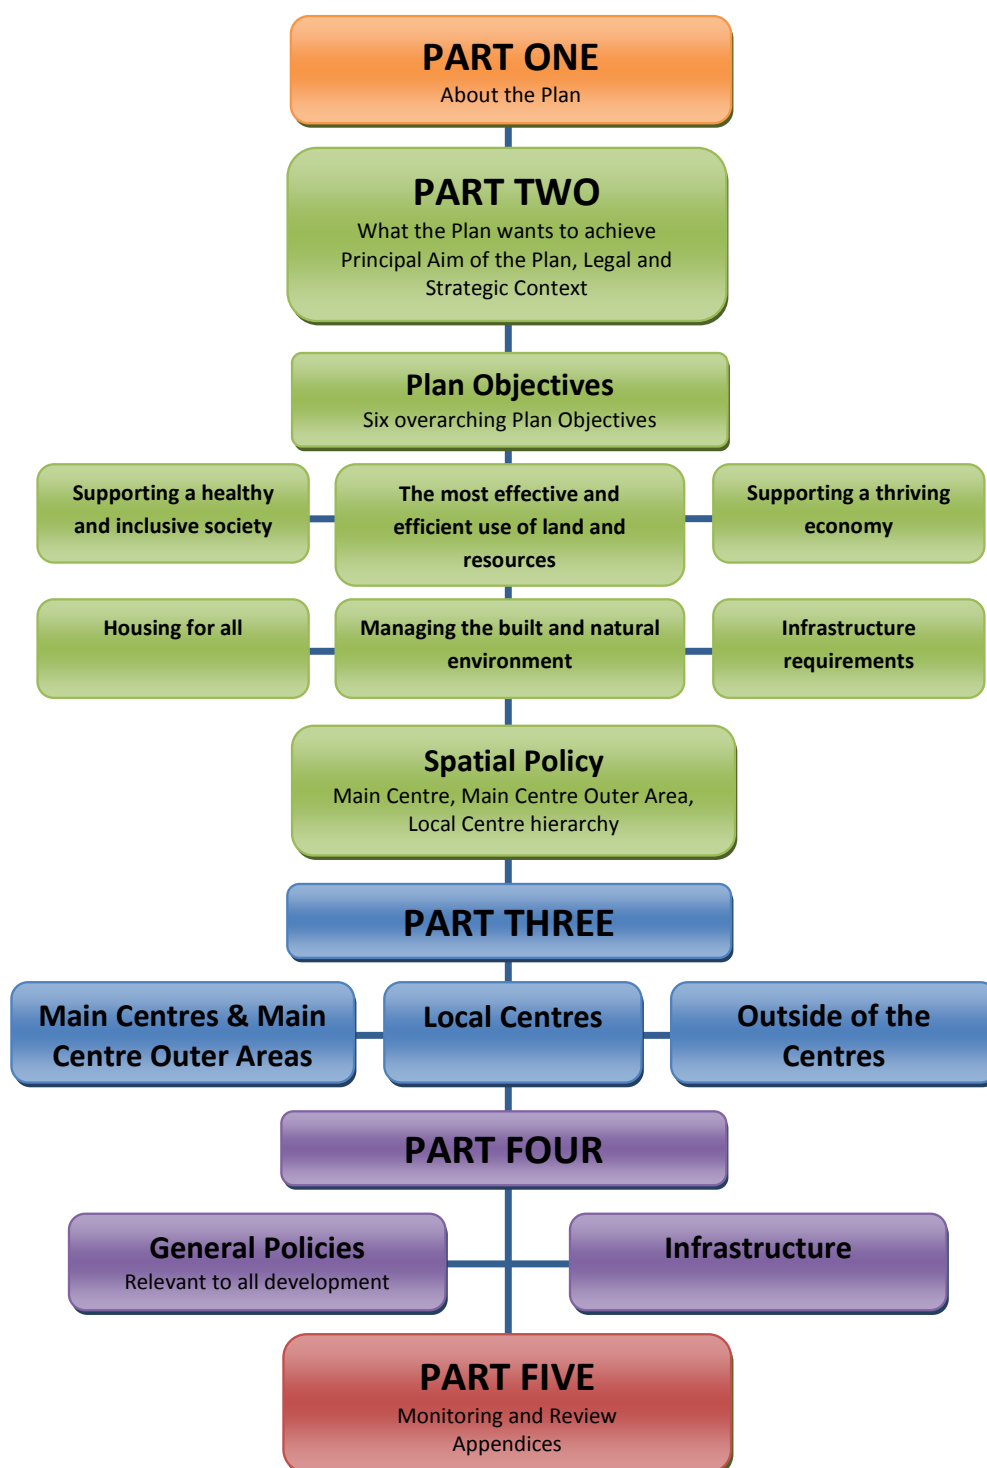 PART ONE
About the Plan
PART TWO
What the Plan wants to achieve
Principal Aim of the Plan, Legal and
Strategic Context
Plan Objectives
Six overarching Plan Objectives
Supporting a healthy
and inclusive society
The most effective and
efficient use of land and
resources
Supporting a thriving
economy
Housing for all
Managing the built and natural
environment
Infrastructure
requirements
Spatial Policy
Main Centre, Main Centre Outer Area,
Local Centre hierarchy
PART THREE
Main Centres & Main
Centre Outer Areas
Local Centres
Outside of the
Centres
PART FOUR
General Policies
Relevant to all development
Infrastructure
PART FIVE
Monitoring and Review
Appendices